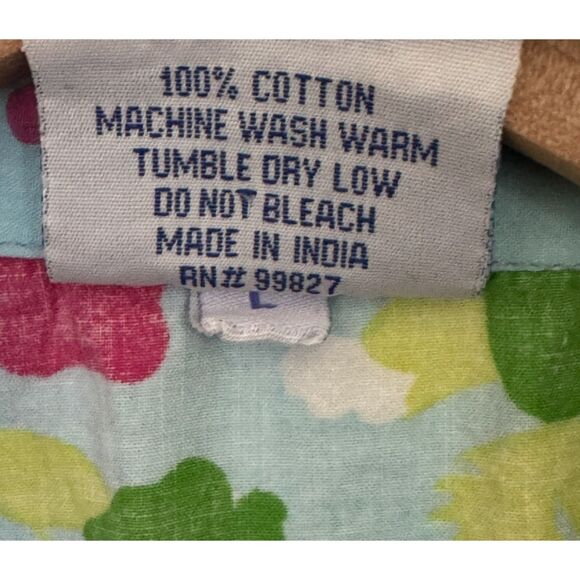 100% COTTON
MACHINE WASH WARM
TUMBLE DRY LOW
DO NOT BLEACH
MADE IN INDIA
RN# 99827
L